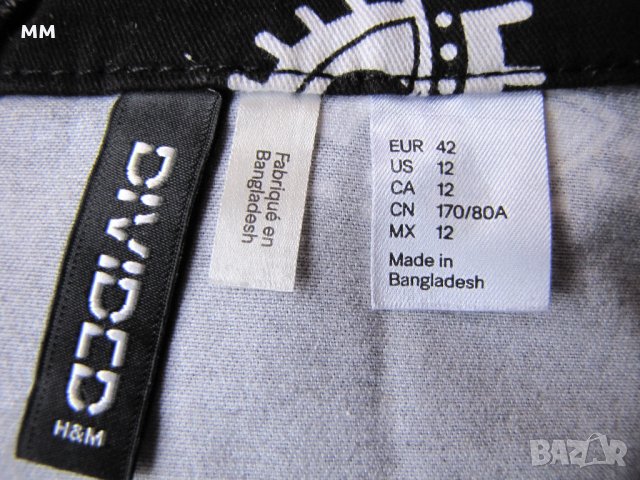 MM
DIVIDED
H&M
Fabriqué en
Bangladesh
EUR 42
US 12
CA 12
CN 170/80A
MX 12
Made in
Bangladesh
BAZAR